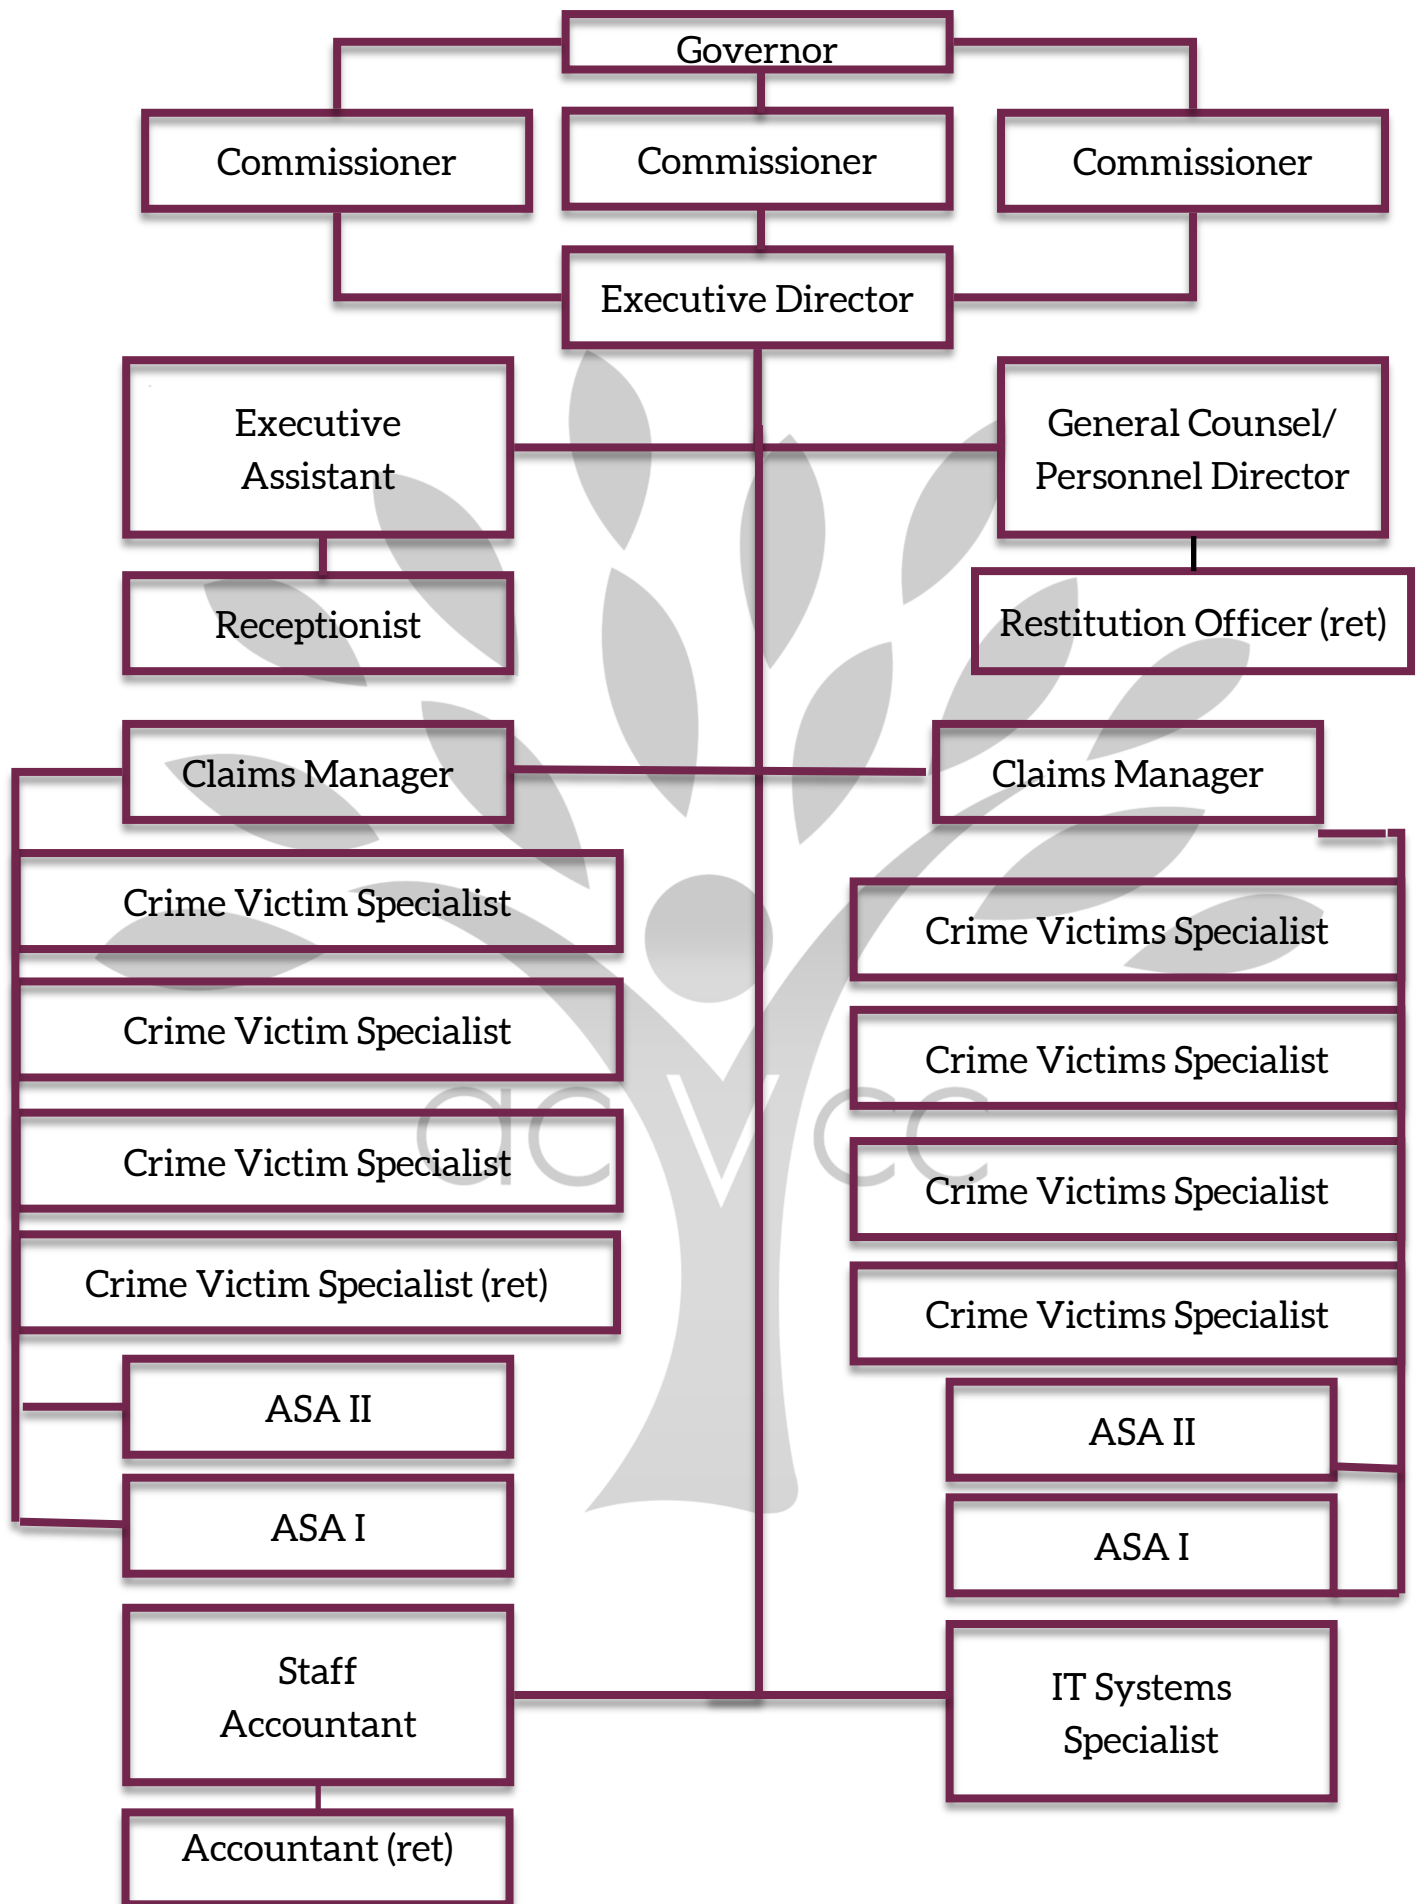 Governor
Commissioner
Commissioner
Commissioner
Executive Director
Executive
Assistant
General Counsel/
Personnel Director
Receptionist
Restitution Officer (ret)
Claims Manager
Claims Manager
Crime Victim Specialist
Crime Victim Specialist
Crime Victim Specialist
Crime Victim Specialist (ret)
ASA II
ASA I
Crime Victims Specialist
Crime Victims Specialist
Crime Victims Specialist
Crime Victims Specialist
ASA II
ASA I
acvcc
Staff
Accountant
IT Systems
Specialist
Accountant (ret)